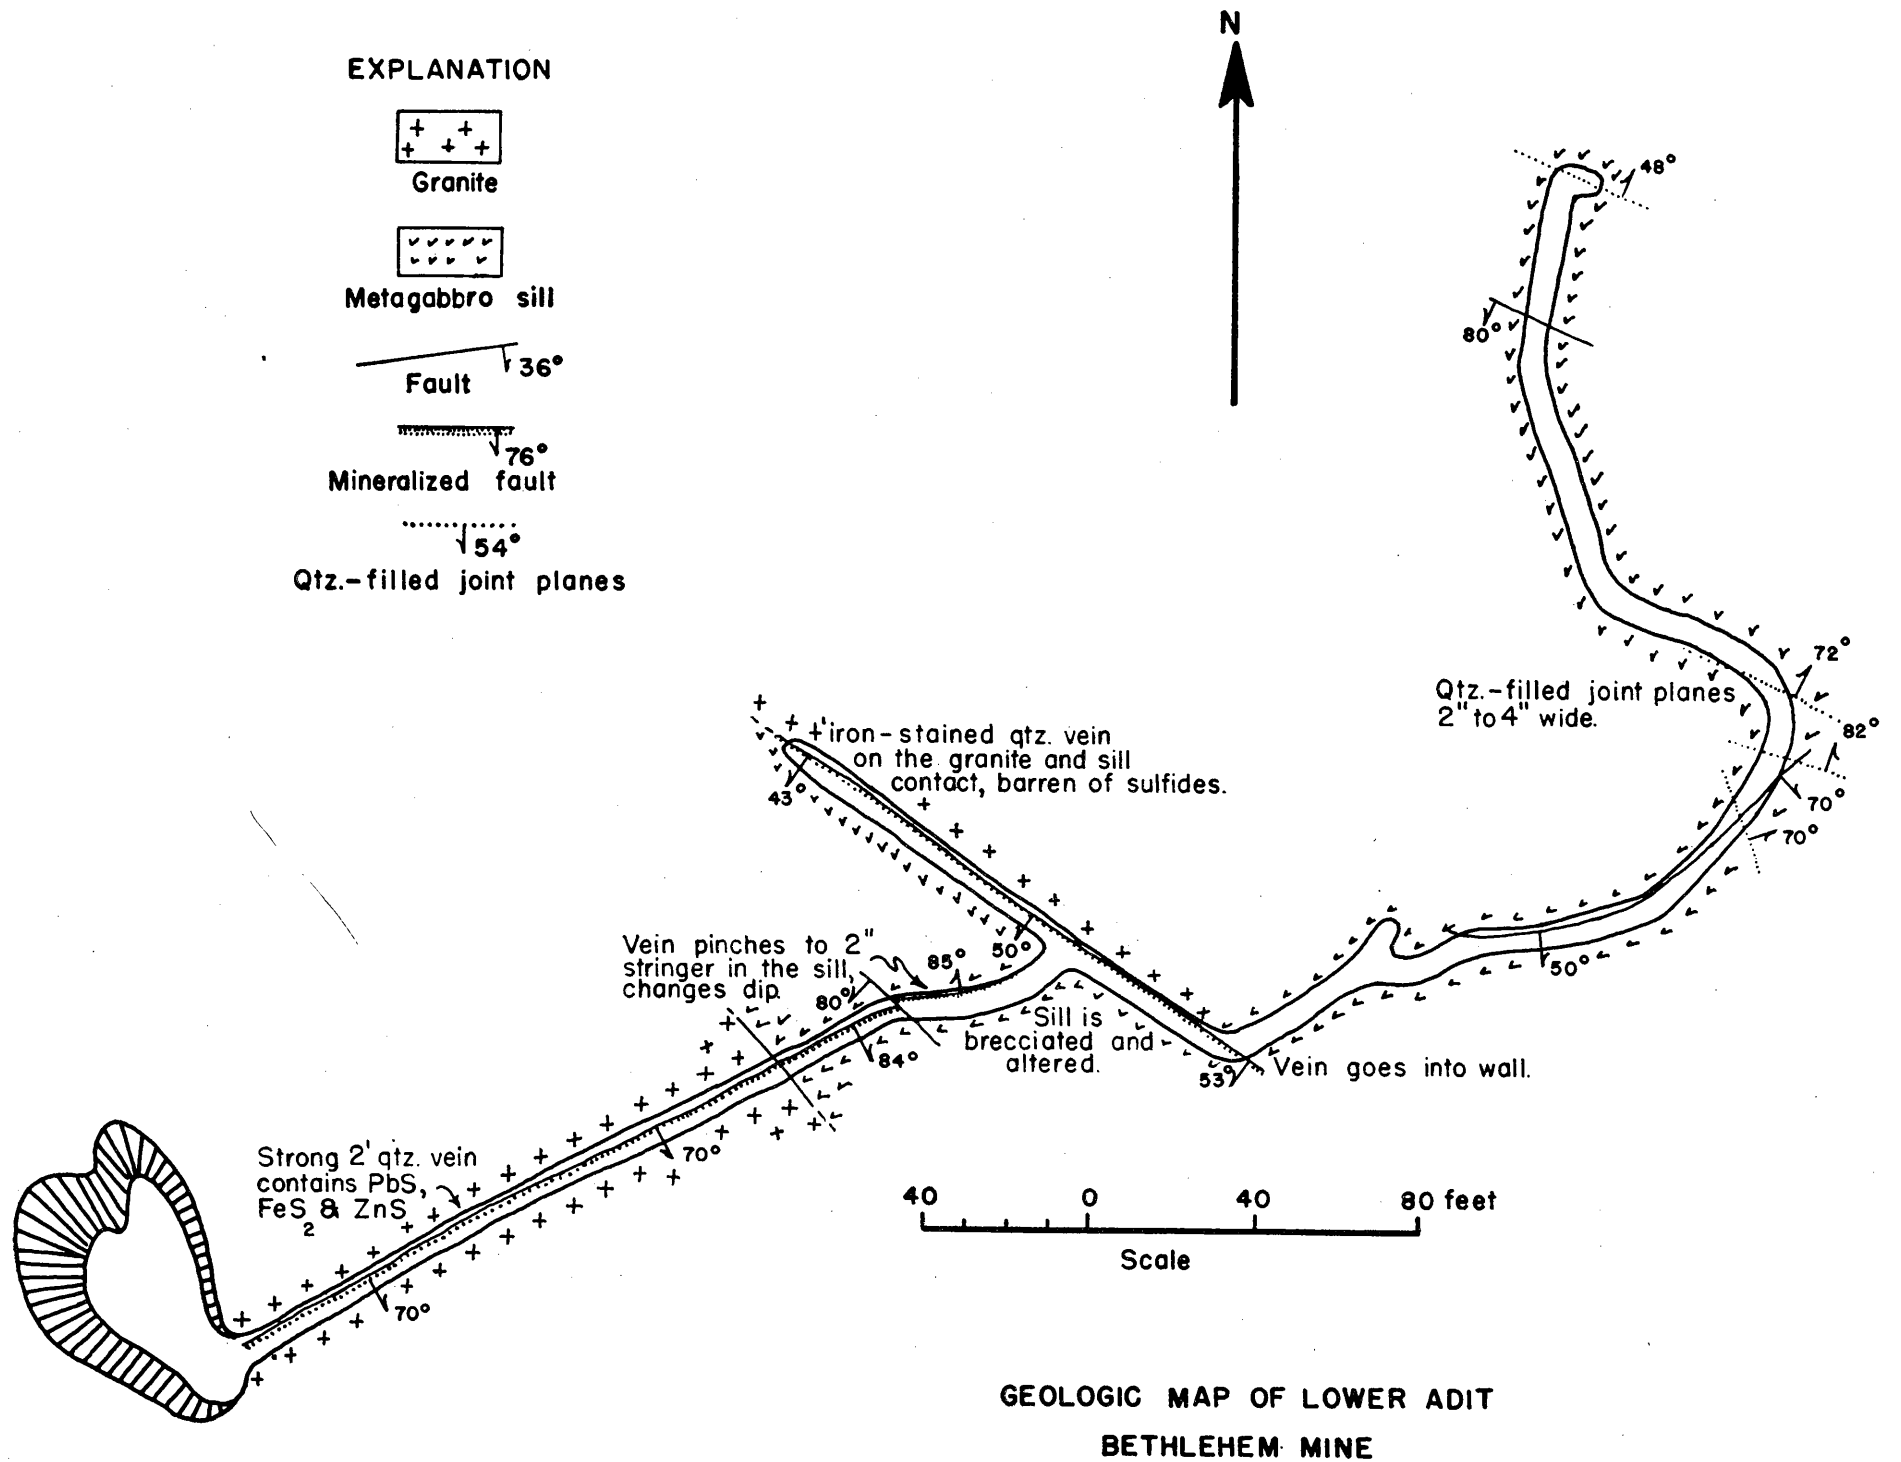 N
EXPLANATION
Granite
Metagabbro sill
36°
Fault
76°
Mineralized fault
54°
Qtz.-filled joint planes
48°
80°
72°
Qtz.-filled joint planes
2" to 4" wide.
82°
70°
70°
iron-stained qtz. vein
on the granite and sill
contact, barren of sulfides.
43°
50°
50°
Vein pinches to 2"
stringer in the sill,
changes dip.
85°
80°
84°
Sill is
brecciated and
altered.
53°
Vein goes into wall.
Strong 2' qtz. vein
contains PbS,
FeS2 & ZnS
70°
70°
40 0 40 80 feet
Scale
GEOLOGIC MAP OF LOWER ADIT
BETHLEHEM MINE